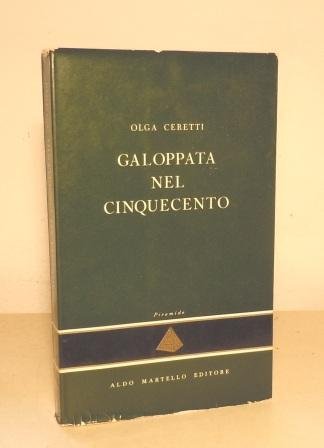 OLGA CERETTI
GALOPPATA
NEL
CINQUECENTO
Piramide
ALDO MARTELLO EDITORE